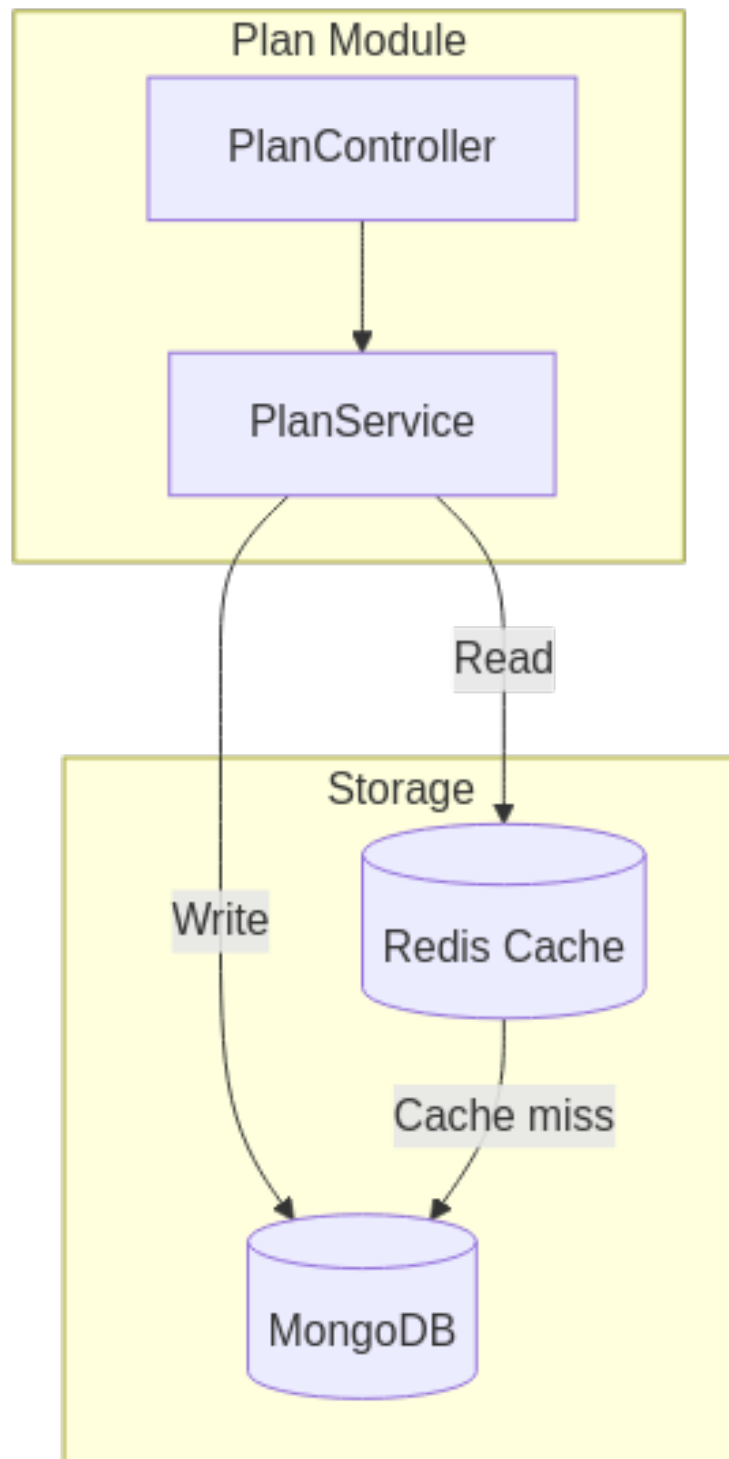 Plan Module
PlanController
PlanService
Read
Storage
Write
Redis Cache
Cache miss
MongoDB